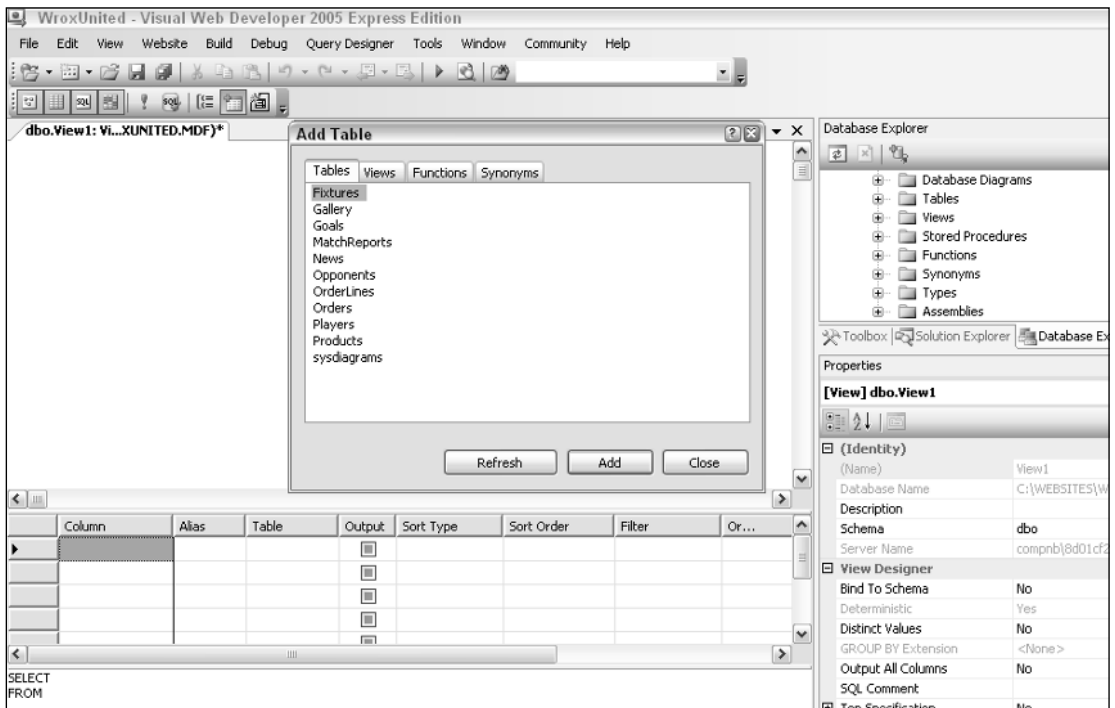 WroxUnited - Visual Web Developer 2005 Express Edition
File Edit View Website Build Debug Query Designer Tools Window Community Help
dbo.View1: Vi...XUNITED.MDF)*
Add Table
Tables Views Functions Synonyms
Fixtures
Gallery
Goals
MatchReports
News
Opponents
OrderLines
Orders
Players
Products
sysdiagrams
Refresh Add Close
Column Alias Table Output Sort Type Sort Order Filter Or...
SELECT
FROM
Database Explorer
Database Diagrams
Tables
Views
Stored Procedures
Functions
Synonyms
Types
Assemblies
Toolbox Solution Explorer Database Ex
Properties
[View] dbo.View1
(Identity)
(Name) View1
Database Name C:\WEBSITES\W
Description
Schema dbo
Server Name compnb\8d01cf2
View Designer
Bind To Schema No
Deterministic Yes
Distinct Values No
GROUP BY Extension <None>
Output All Columns No
SQL Comment
Top Specification No